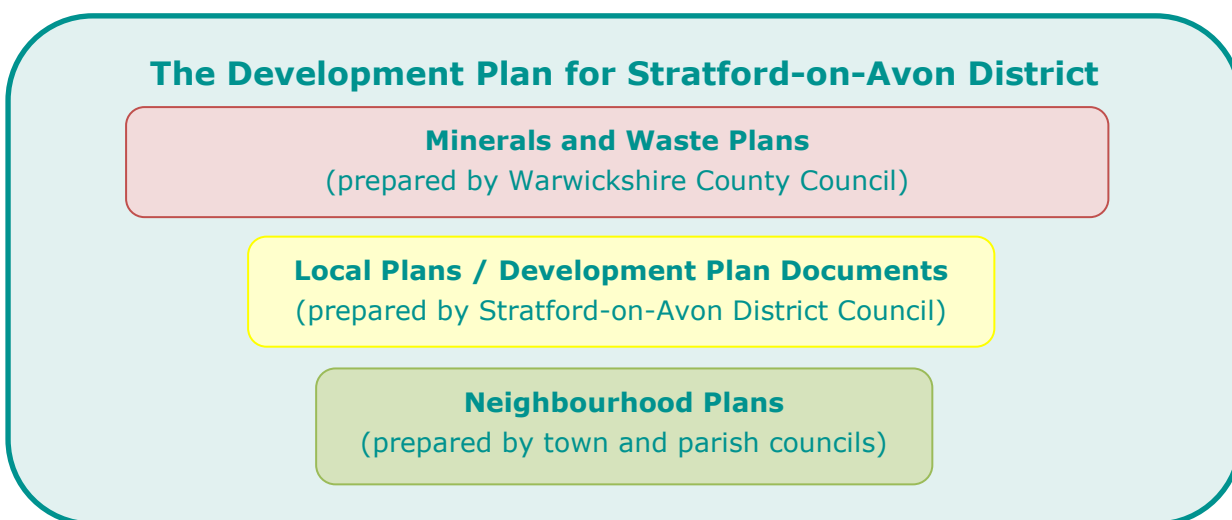 The Development Plan for Stratford-on-Avon District
Minerals and Waste Plans
(prepared by Warwickshire County Council)
Local Plans / Development Plan Documents
(prepared by Stratford-on-Avon District Council)
Neighbourhood Plans
(prepared by town and parish councils)